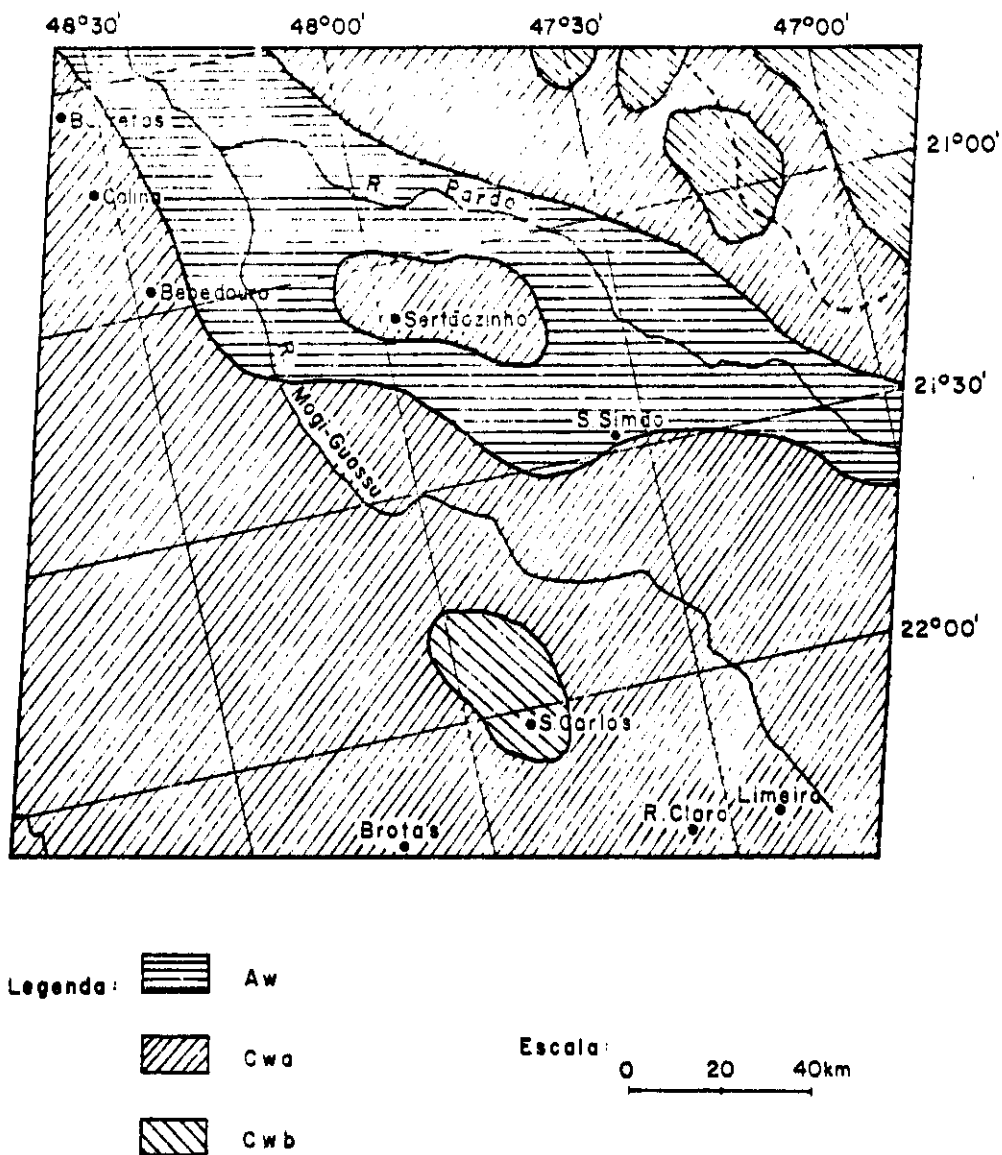 48°30' 48°00' 47°30' 47°00'
21°00'
Colina
R. Pardo
Bebedouro
Sertãozinho
21°30'
R. Mogi-Guassu
S. Simão
22°00'
S. Carlos
Limeira
R. Claro
Brotas
Legenda:
Aw
Cwa
Cwb
Escala:
0 20 40km